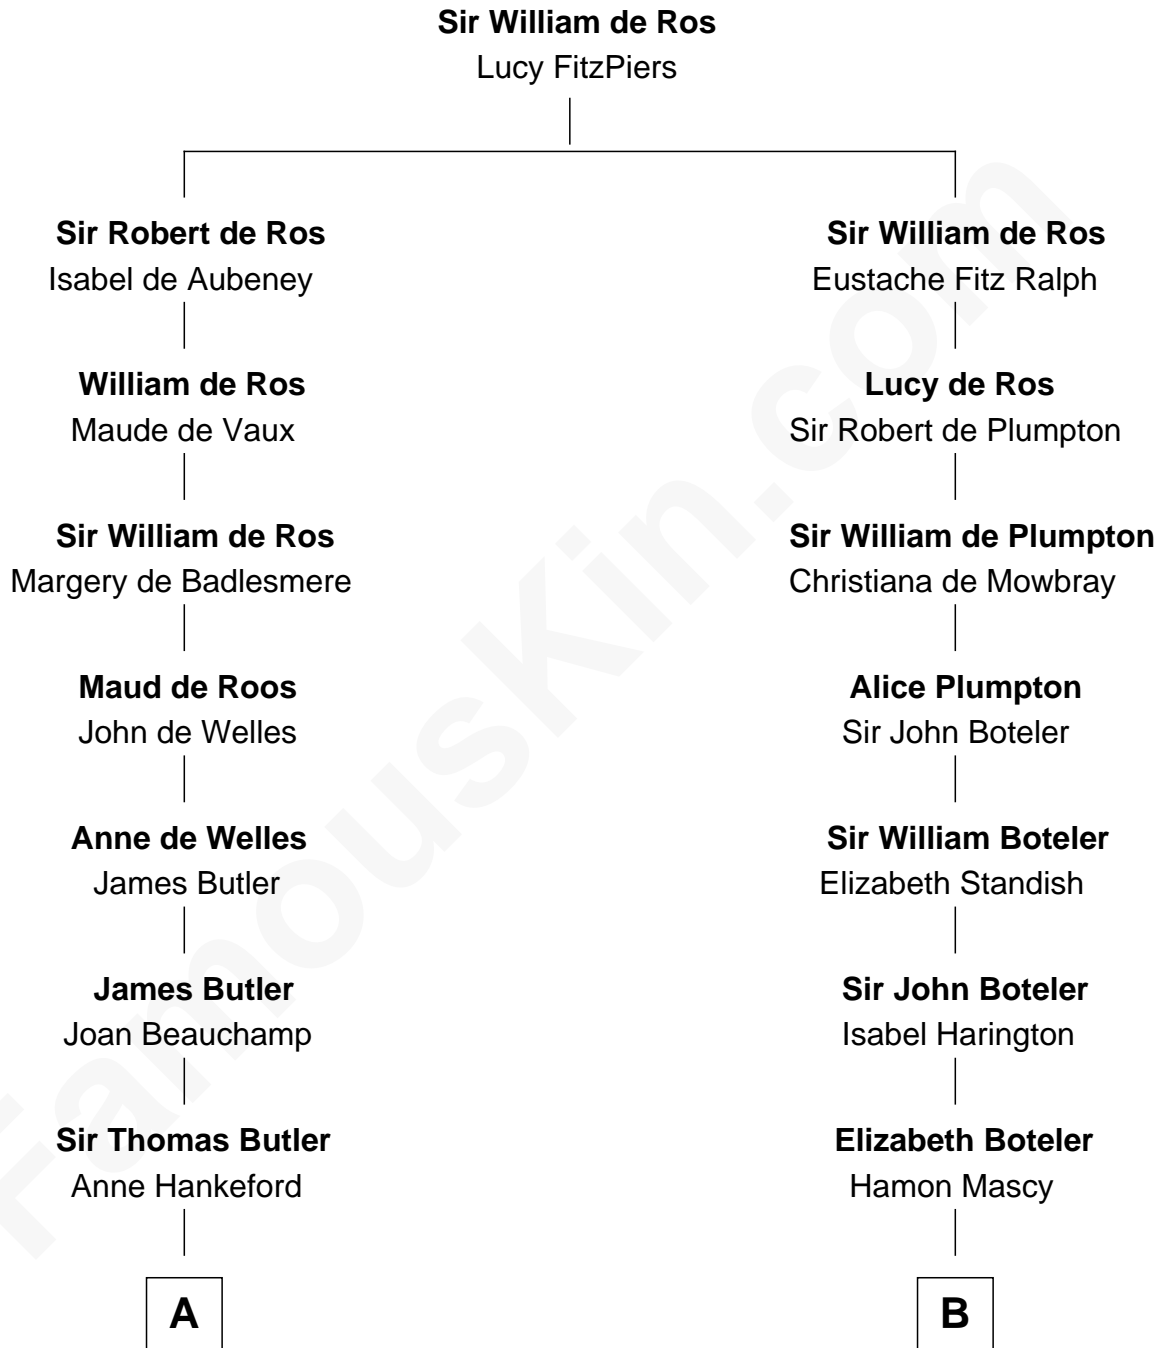 Sir William de Ros
Lucy FitzPiers
Sir Robert de Ros
Isabel de Aubeney
Sir William de Ros
Eustache Fitz Ralph
William de Ros
Maude de Vaux
Lucy de Ros
Sir Robert de Plumpton
Sir William de Ros
Margery de Badlesmere
Sir William de Plumpton
Christiana de Mowbray
Maud de Roos
John de Welles
Alice Plumpton
Sir John Boteler
Anne de Welles
James Butler
Sir William Boteler
Elizabeth Standish
James Butler
Joan Beauchamp
Sir John Boteler
Isabel Harington
Sir Thomas Butler
Anne Hankeford
Elizabeth Boteler
Hamon Mascy
A
B
FamousKin.com